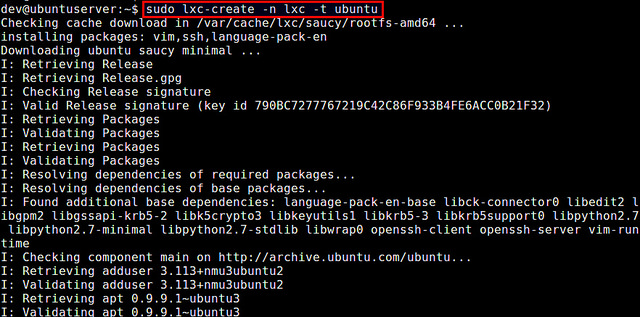 dev@ubuntuserver:~$ sudo lxc-create -n lxc -t ubuntu
Checking cache download in /var/cache/lxc/saucy/rootfs-amd64 ...
installing packages: vim,ssh,language-pack-en
Downloading ubuntu saucy minimal ...
I: Retrieving Release
I: Retrieving Release.gpg
I: Checking Release signature
I: Valid Release signature (key id 790BC7277767219C42C86F933B4FE6ACC0B21F32)
I: Retrieving Packages
I: Validating Packages
I: Retrieving Packages
I: Validating Packages
I: Resolving dependencies of required packages...
I: Resolving dependencies of base packages...
I: Found additional base dependencies: language-pack-en-base libck-connector0 libedit2 l
ibgpm2 libgssapi-krb5-2 libk5crypto3 libkeyutils1 libkrb5-3 libkrb5support0 libpython2.7
 libpython2.7-minimal libpython2.7-stdlib libwrap0 openssh-client openssh-server vim-run
time
I: Checking component main on http://archive.ubuntu.com/ubuntu...
I: Retrieving adduser 3.113+nmu3ubuntu2
I: Validating adduser 3.113+nmu3ubuntu2
I: Retrieving apt 0.9.9.1~ubuntu3
I: Validating apt 0.9.9.1~ubuntu3